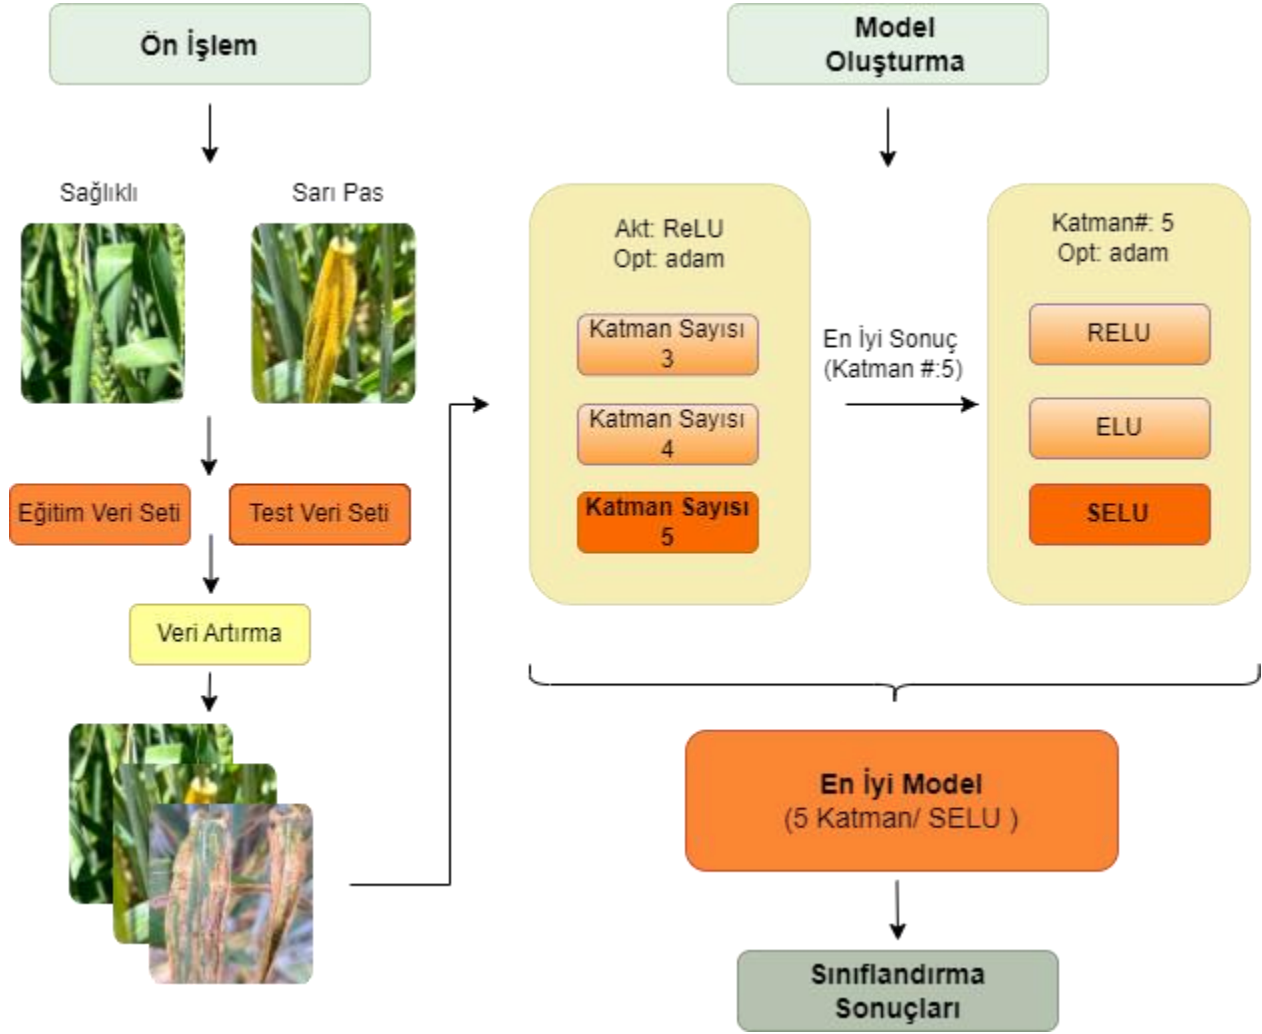 Ön İşlem
Sağlıklı
Sarı Pas
Eğitim Veri Seti
Test Veri Seti
Veri Artırma
Model
Oluşturma
Akt: ReLU
Opt: adam
Katman Sayısı
3
Katman Sayısı
4
Katman Sayısı
5
En İyi Sonuç
(Katman #:5)
Katman#: 5
Opt: adam
RELU
ELU
SELU
En İyi Model
(5 Katman/ SELU )
Sınıflandırma
Sonuçları